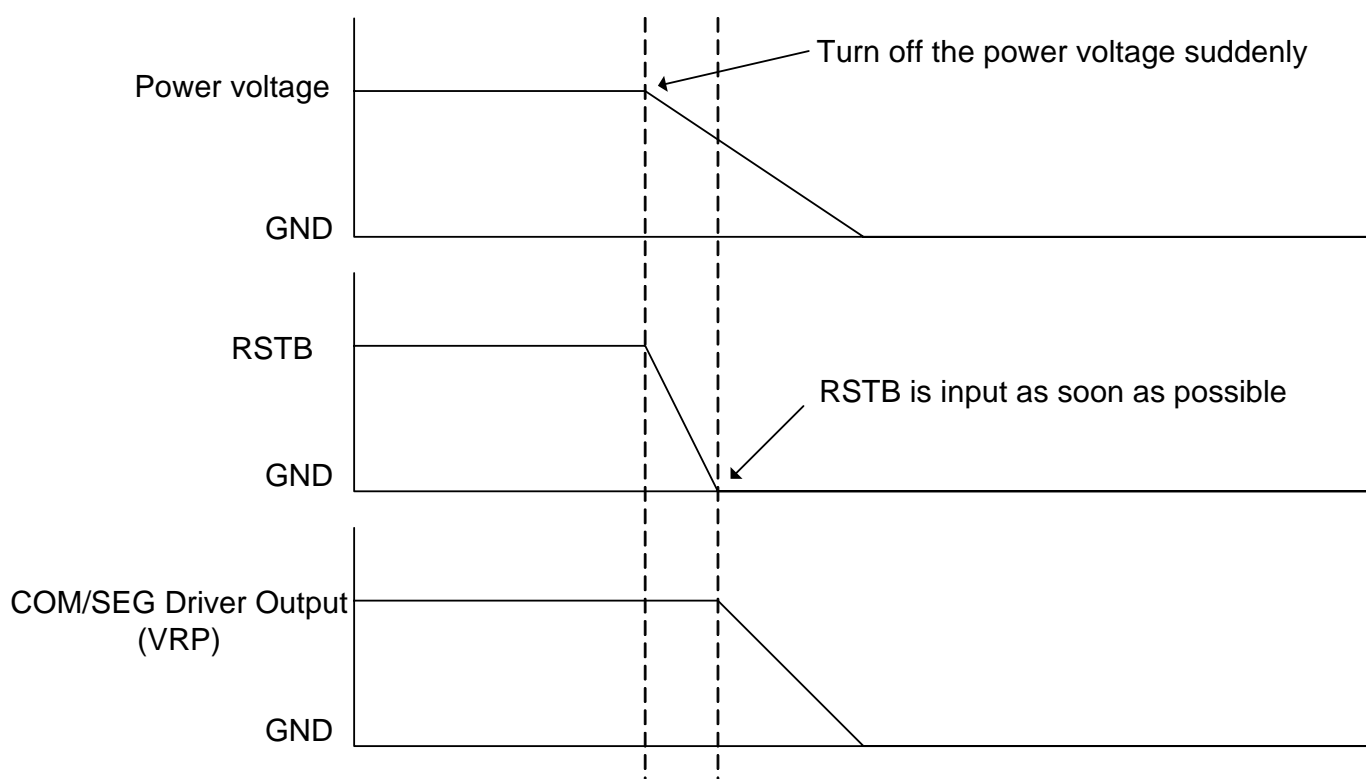 Turn off the power voltage suddenly
Power voltage
GND
RSTB
RSTB is input as soon as possible
GND
COM/SEG Driver Output
(VRP)
GND